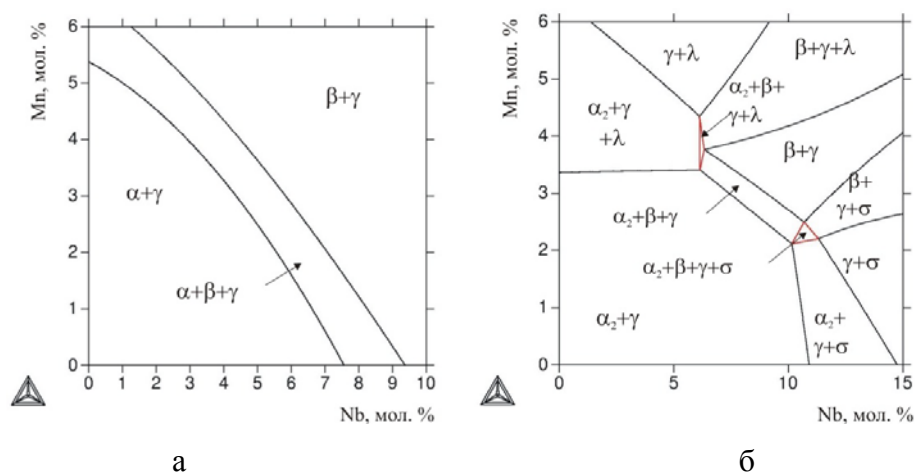 6
5
4
3
2
1
0
Mn, мол. %
β+γ
α+γ
α+β+γ
0 1 2 3 4 5 6 7 8 9 10
Nb, мол. %
а
6
5
4
3
2
1
0
Mn, мол. %
γ+λ
β+γ+λ
α₂+β+
γ+λ
α₂+γ
+λ
β+γ
β+
γ+σ
α₂+β+γ
α₂+β+γ+σ
γ+σ
α₂+γ
α₂+
γ+σ
0 5 10 15
Nb, мол. %
б